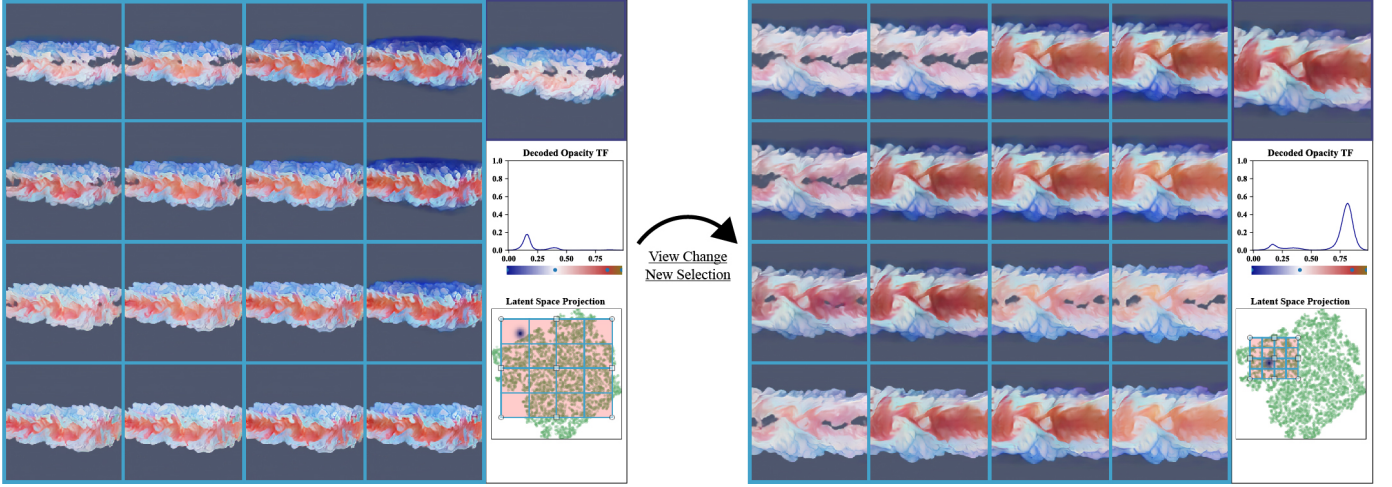 Decoded Opacity TF
1.0
0.8
0.6
0.4
0.2
0.0
0.00 0.25 0.50 0.75
Latent Space Projection
View Change
New Selection
Decoded Opacity TF
1.0
0.8
0.6
0.4
0.2
0.0
0.00 0.25 0.50 0.75
Latent Space Projection